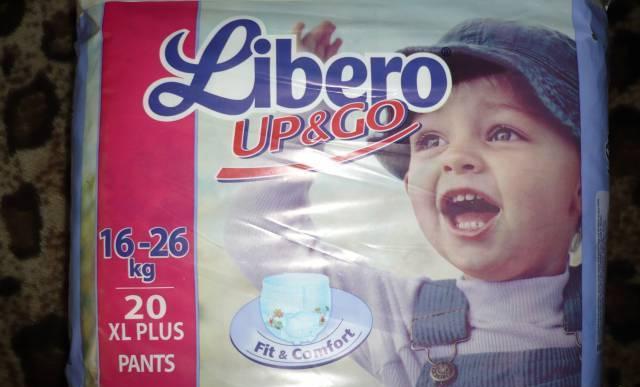 Libero®
UP&GO
16-26
kg
20
XL PLUS
PANTS
Fit & Comfort